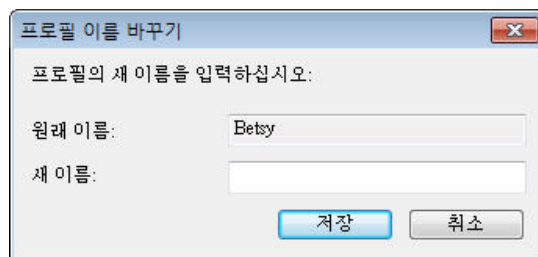 프로필 이름 바꾸기
프로필의 새 이름을 입력하십시오:
원래 이름: Betsy
새 이름:
저장 취소